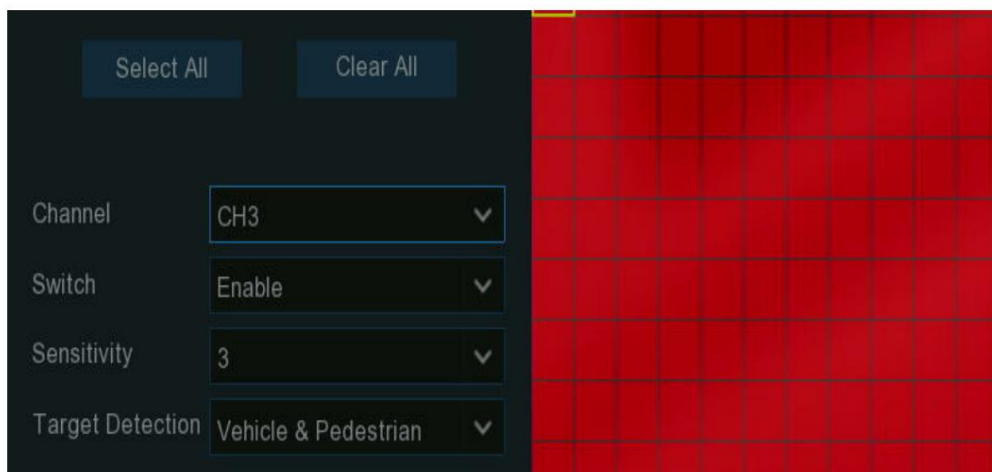 Select All Clear All
Channel CH3
Switch Enable
Sensitivity 3
Target Detection Vehicle & Pedestrian